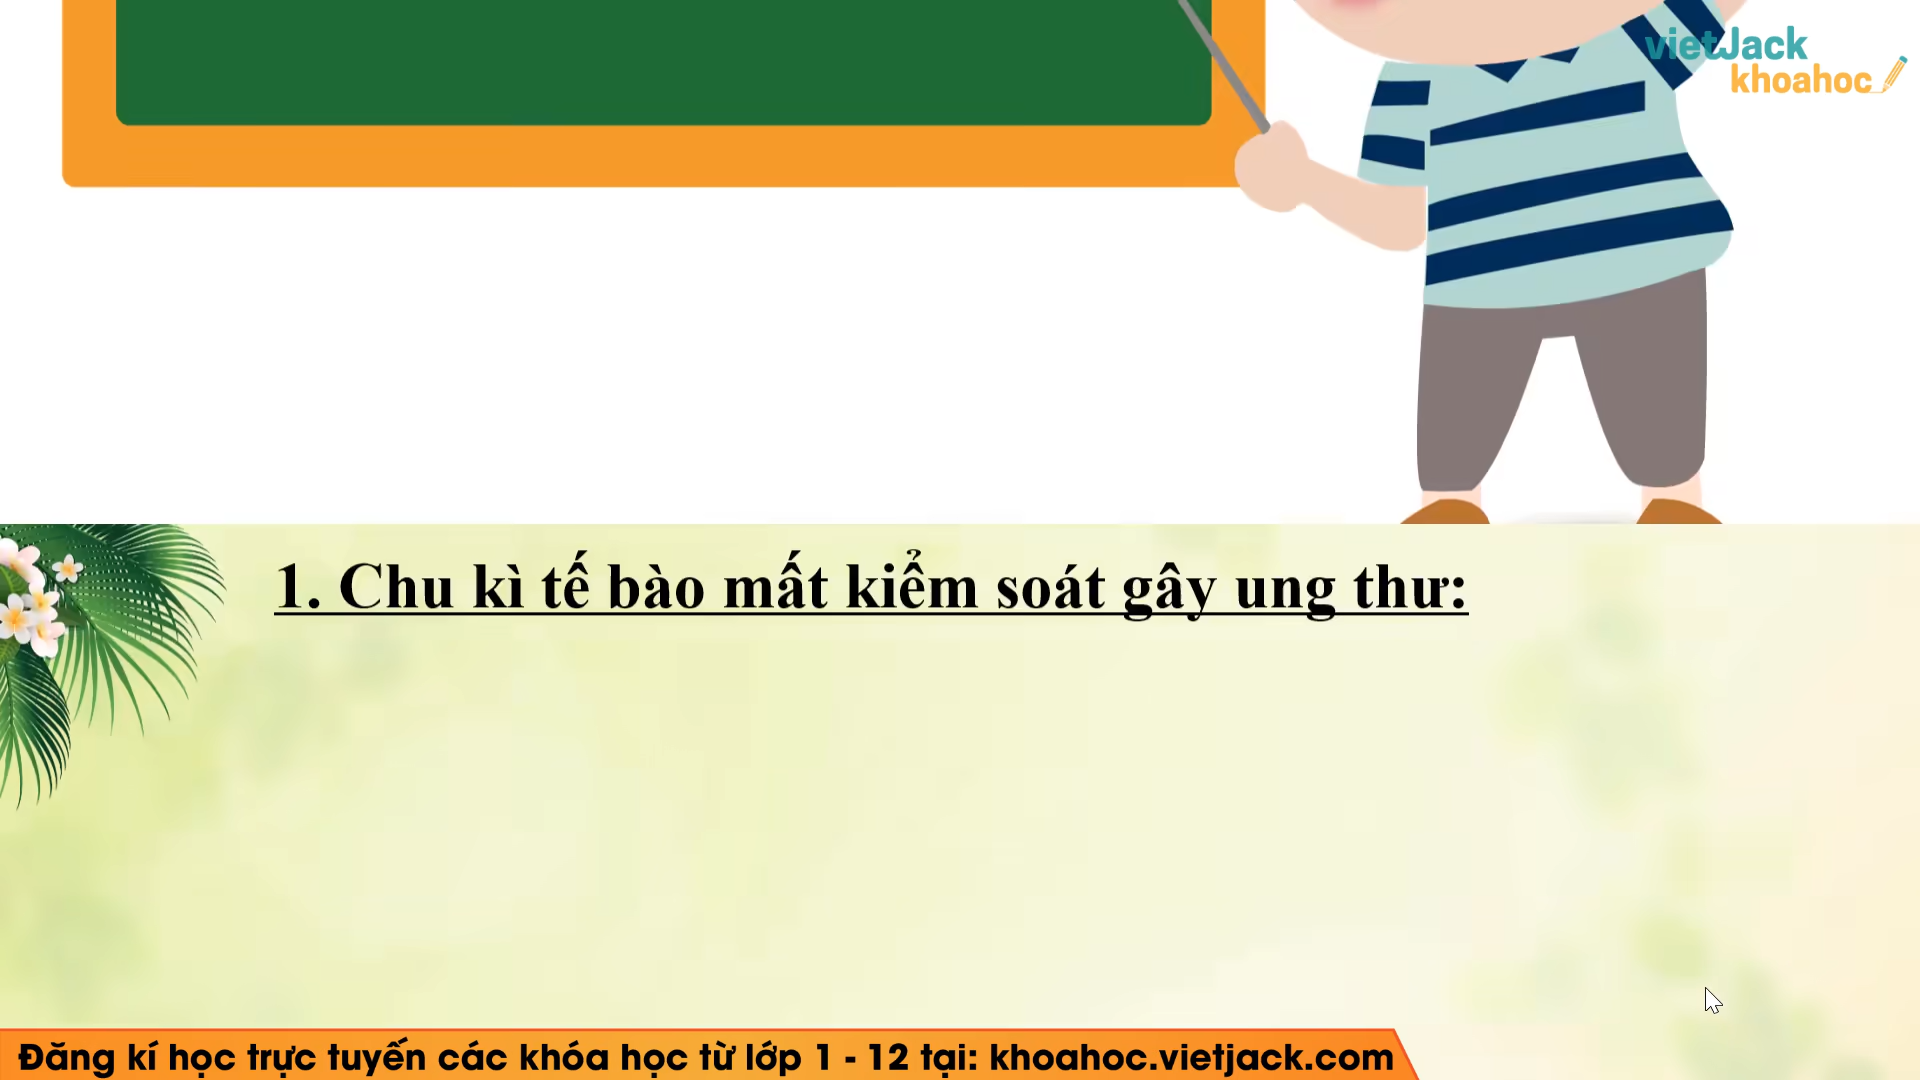 vietJack
khoahoc
1. Chu kì tế bào mất kiểm soát gây ung thư:
Đăng kí học trực tuyến các khóa học từ lớp 1 - 12 tại: khoahoc.vietjack.com